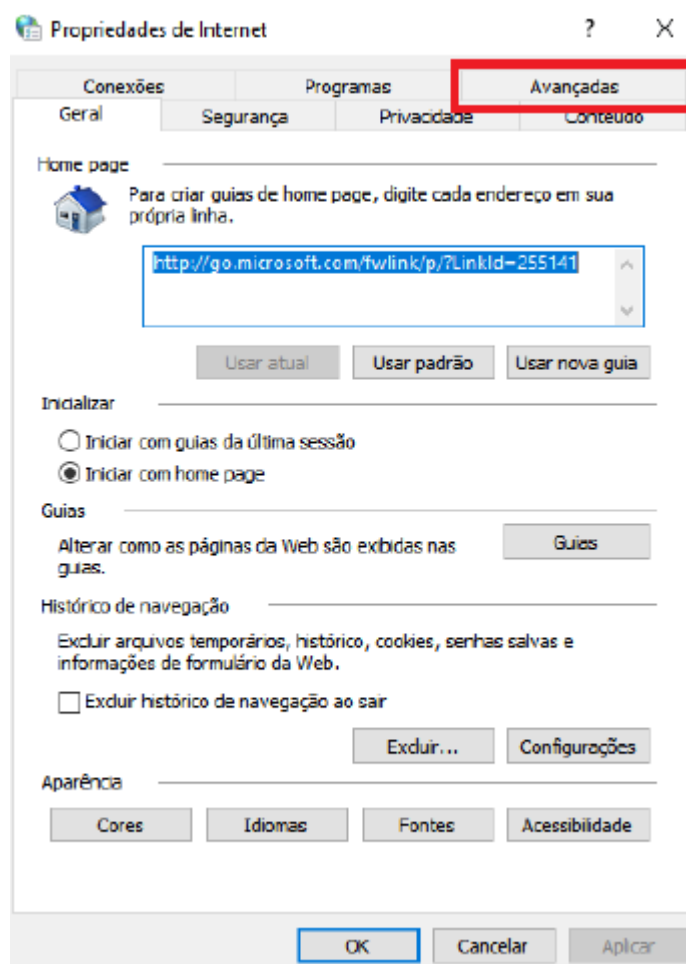 Propriedades de Internet ? X
Conexões Programas Avançadas
Geral Segurança Privacidade Conteúdo
Home page
Para criar guias de home page, digite cada endereço em sua
própria linha.
http://go.microsoft.com/fwlink/p/?LinkId=255141
Usar atual Usar padrão Usar nova guia
Inicializar
Iniciar com guias da última sessão
Iniciar com home page
Guias
Alterar como as páginas da Web são exibidas nas
guias.
Guias
Histórico de navegação
Excluir arquivos temporários, histórico, cookies, senhas salvas e
informações de formulário da Web.
Excluir histórico de navegação ao sair
Excluir... Configurações
Aparência
Cores Idiomas Fontes Acessibilidade
OK Cancelar Aplicar